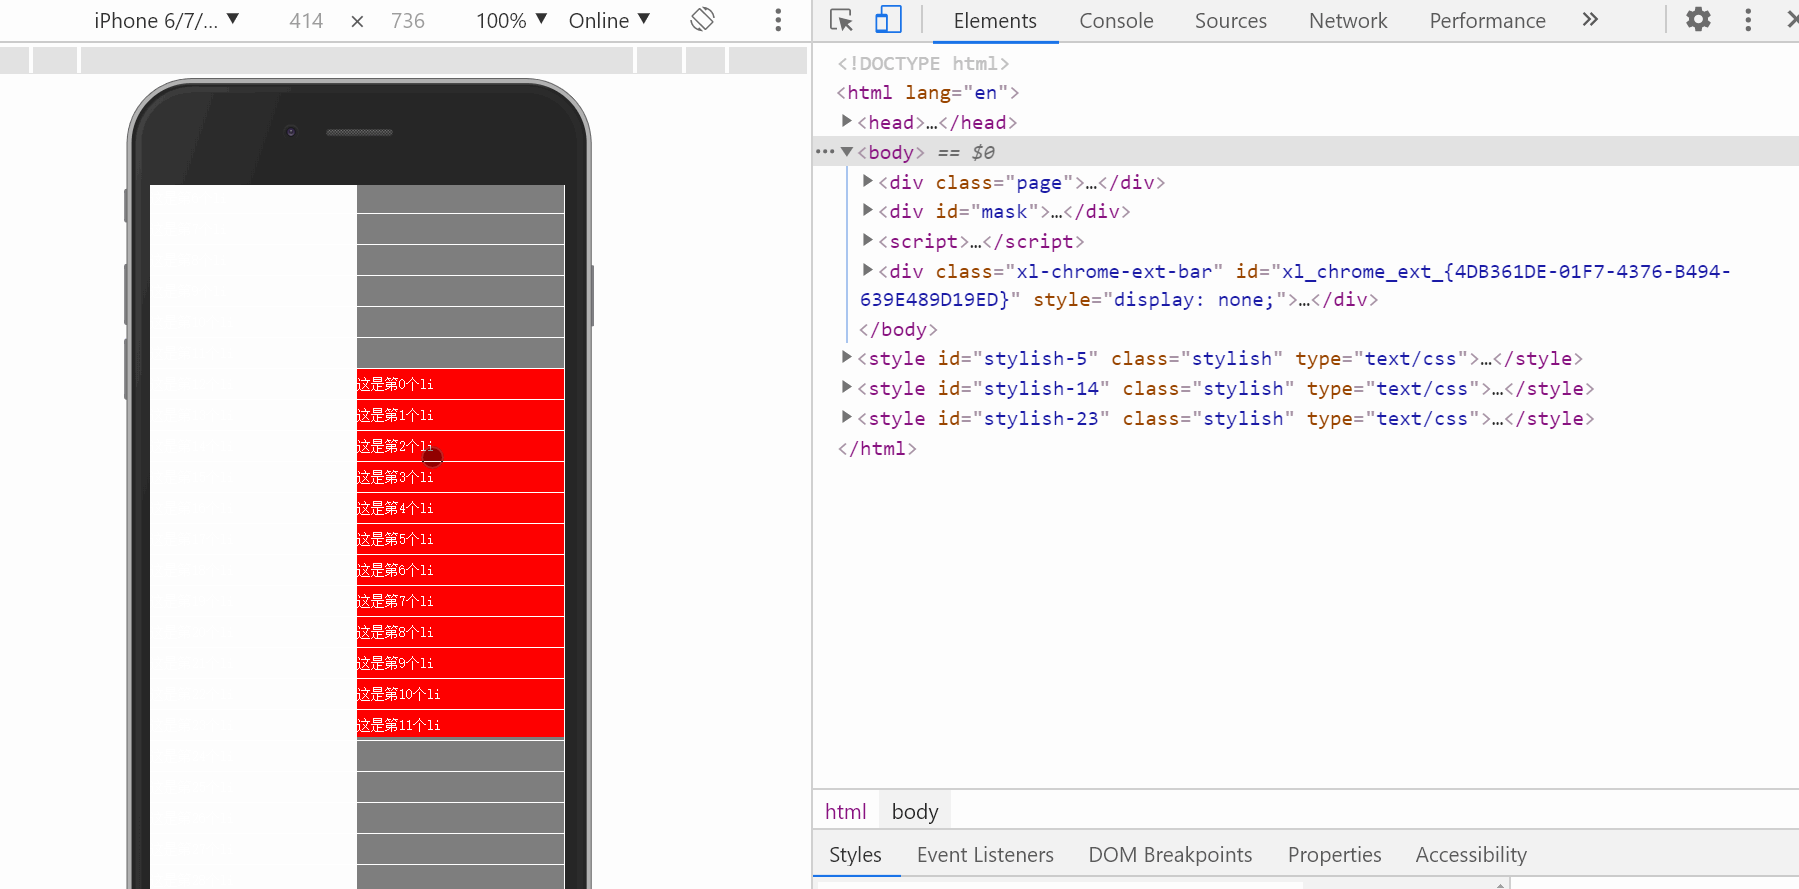 iPhone 6/7/... ▼ 414 × 736 100% ▼ Online ▼
Elements Console Sources Network Performance »
<!DOCTYPE html>
<html lang="en">
<head>…</head>
<body> == $0
<div class="page">…</div>
<div id="mask">…</div>
<script>…</script>
<div class="xl-chrome-ext-bar" id="xl_chrome_ext_{4DB361DE-01F7-4376-B494-
639E489D19ED}" style="display: none;">…</div>
</body>
<style id="stylish-5" class="stylish" type="text/css">…</style>
<style id="stylish-14" class="stylish" type="text/css">…</style>
<style id="stylish-23" class="stylish" type="text/css">…</style>
</html>
这是第0个li
这是第1个li
这是第2个li
这是第3个li
这是第4个li
这是第5个li
这是第6个li
这是第7个li
这是第8个li
这是第9个li
这是第10个li
这是第11个li
html body
Styles Event Listeners DOM Breakpoints Properties Accessibility